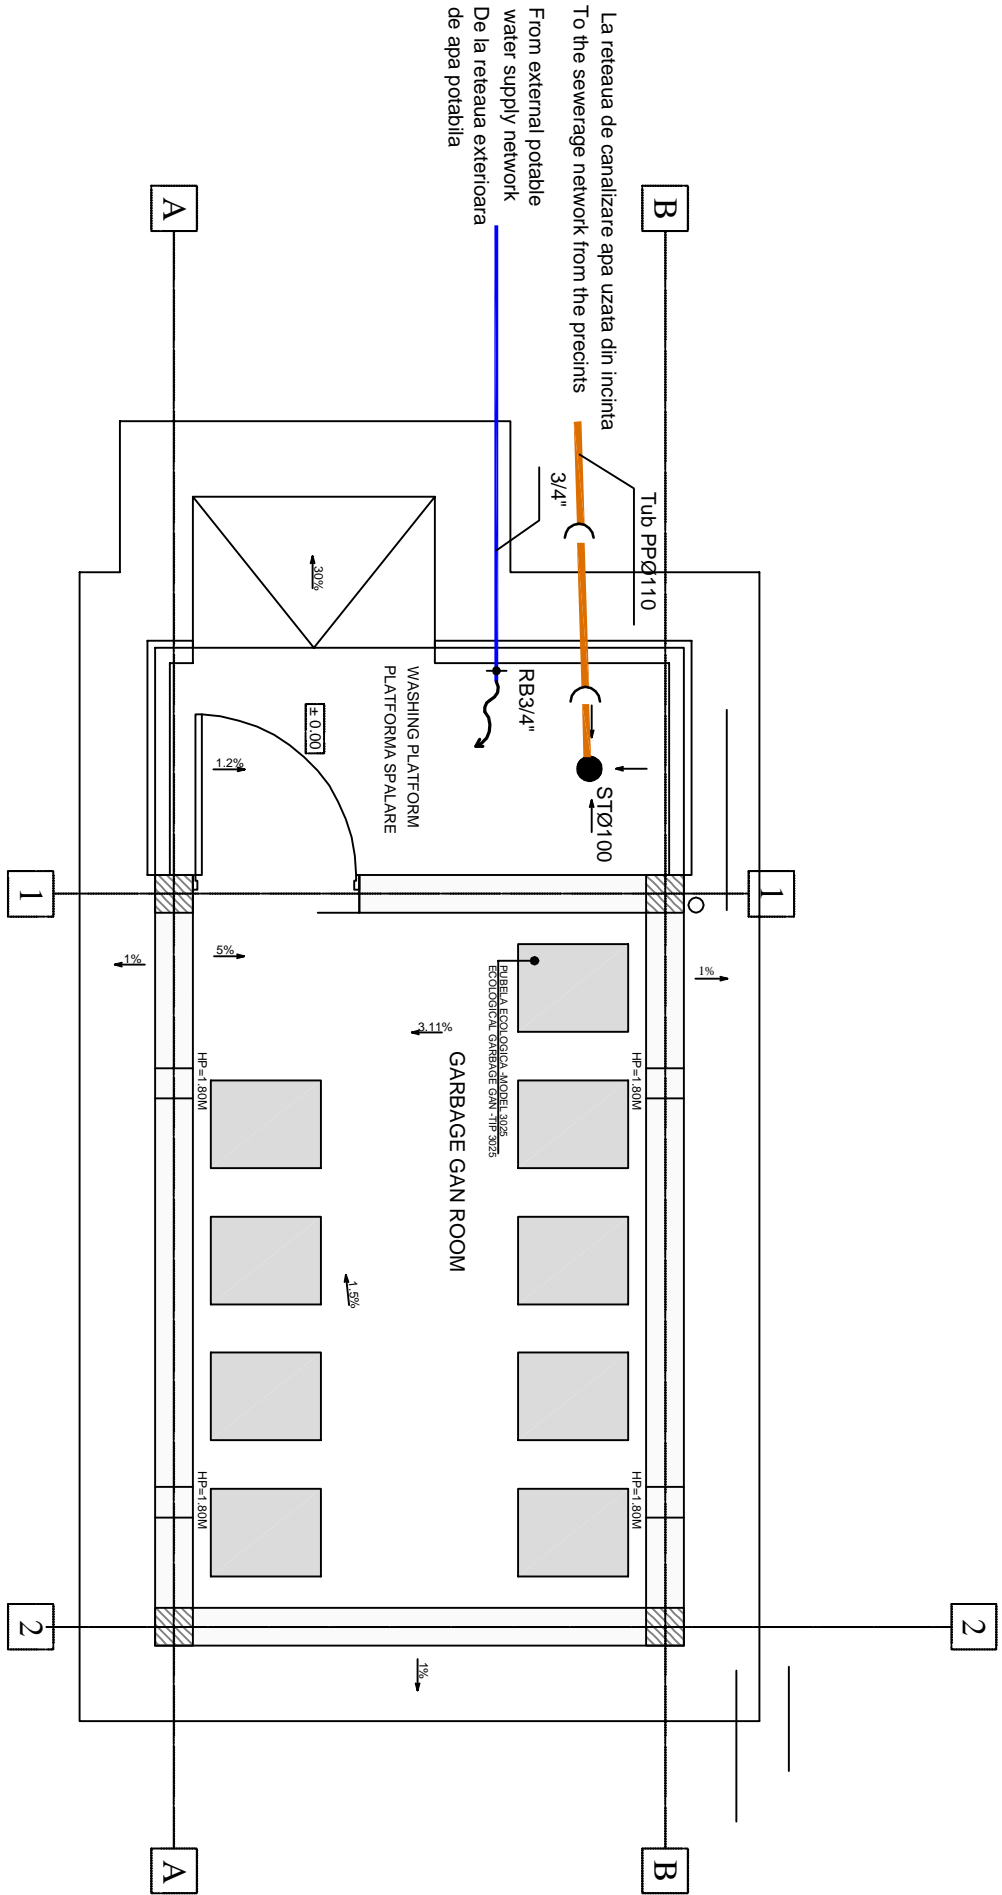 La reteaua de canalizare apa uzata din incinta
To the sewerage network from the precints
From external potable
water supply network
De la reteaua exterioara
de apa potabila
B
A
Tub PPØ110
3/4"
30%
RB3/4"
STØ100
WASHING PLATFORM
PLATFORMA SPALARE
± 0.00
1.2%
1
1
1%
5%
3.11%
1%
PUBELA ECOLOGICA -MODEL 3025
ECOLOGICAL GARBAGE GAN -TIP 3025
GARBAGE GAN ROOM
HP=1.80M
HP=1.80M
1.5%
HP=1.80M
HP=1.80M
2
2
1%
B
A